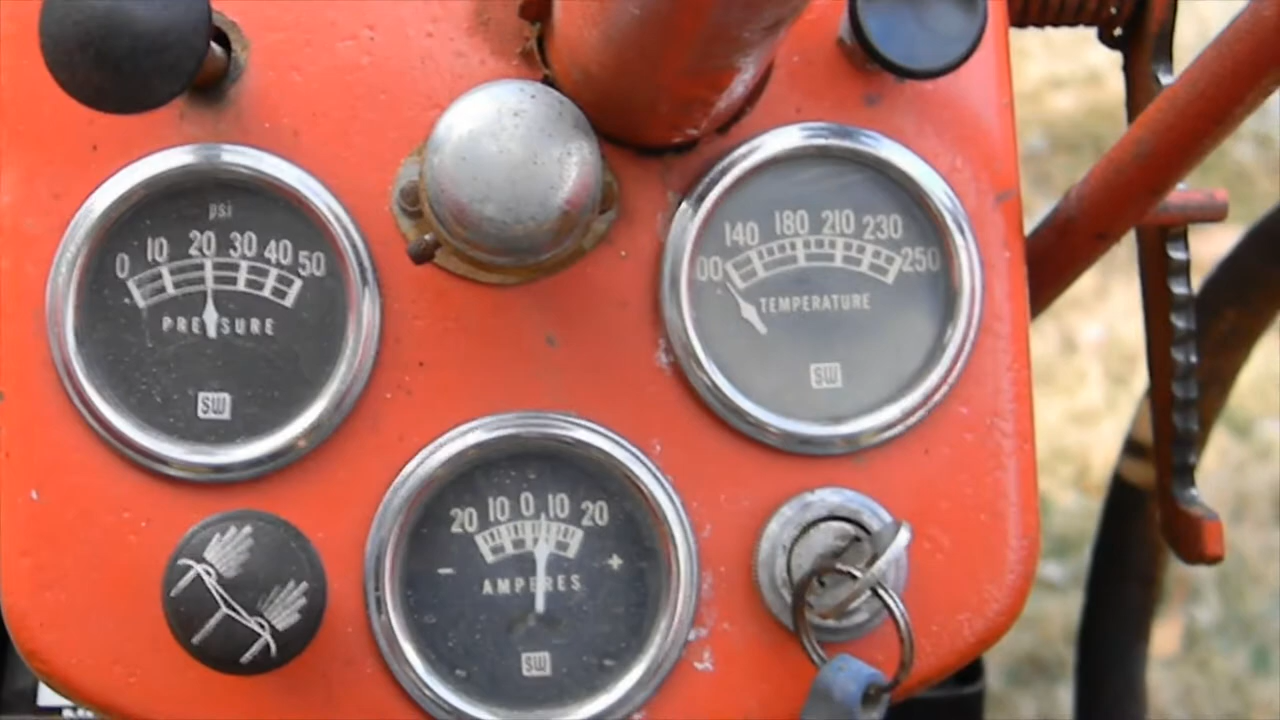 psi
0 10 20 30 40 50
PRESSURE
SW
00 140 180 210 230 250
TEMPERATURE
SW
20 10 0 10 20
- +
AMPERES
SW